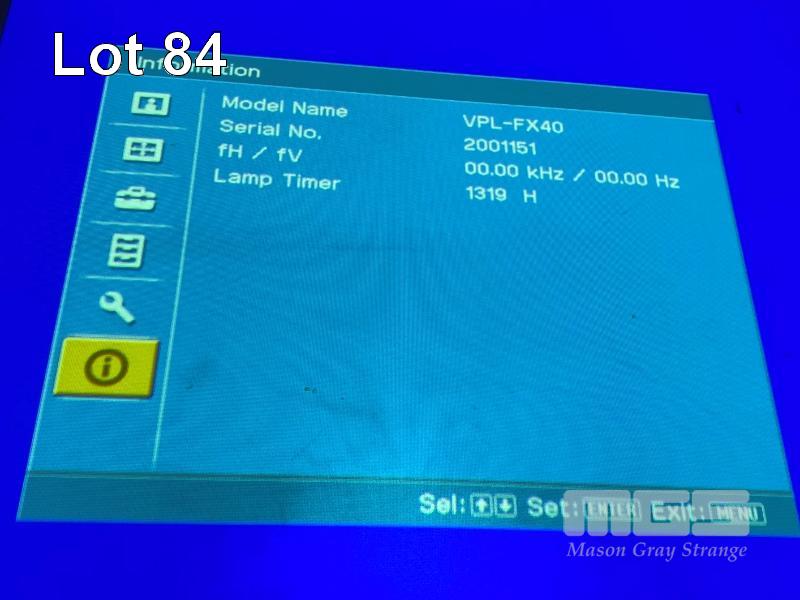 Lot 84
Information
Model Name VPL-FX40
Serial No. 2001151
fH / fV 00.00 kHz / 00.00 Hz
Lamp Timer 1319 H
Sel: Set: ENTER Exit: MENU
MGS
Mason Gray Strange